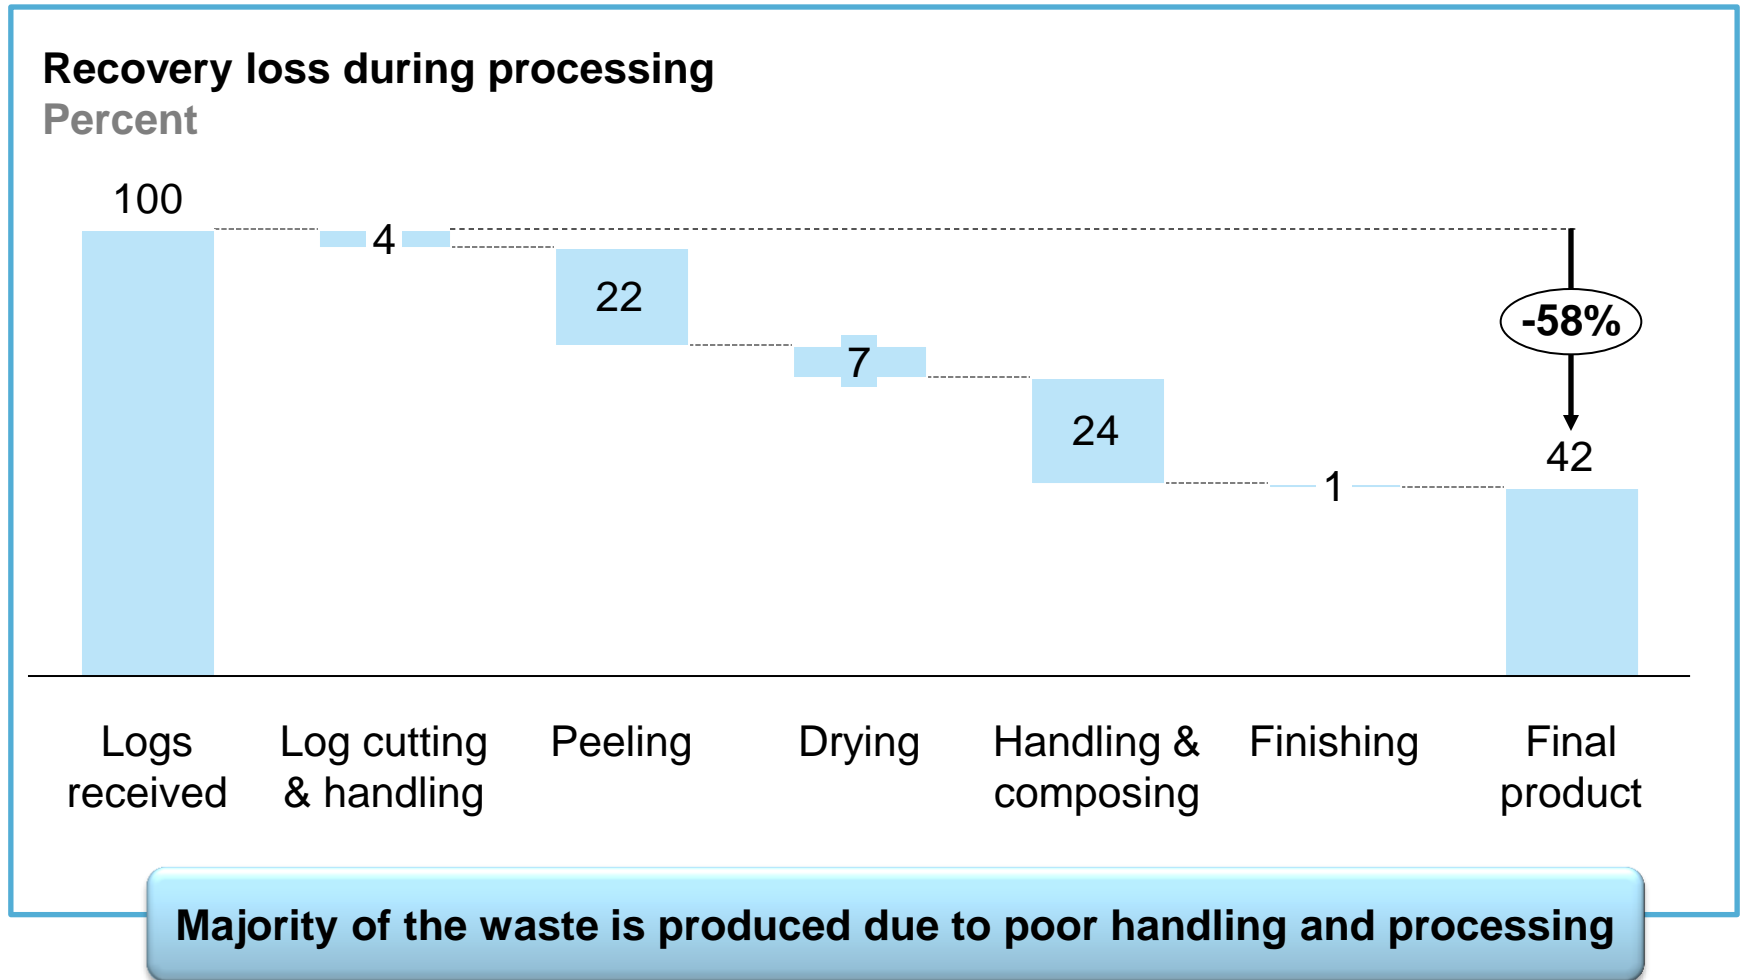 Recovery loss during processing
Percent
100
4
22
7
24
1
-58%
42
Logs
received
Log cutting
& handling
Peeling
Drying
Handling &
composing
Finishing
Final
product
Majority of the waste is produced due to poor handling and processing